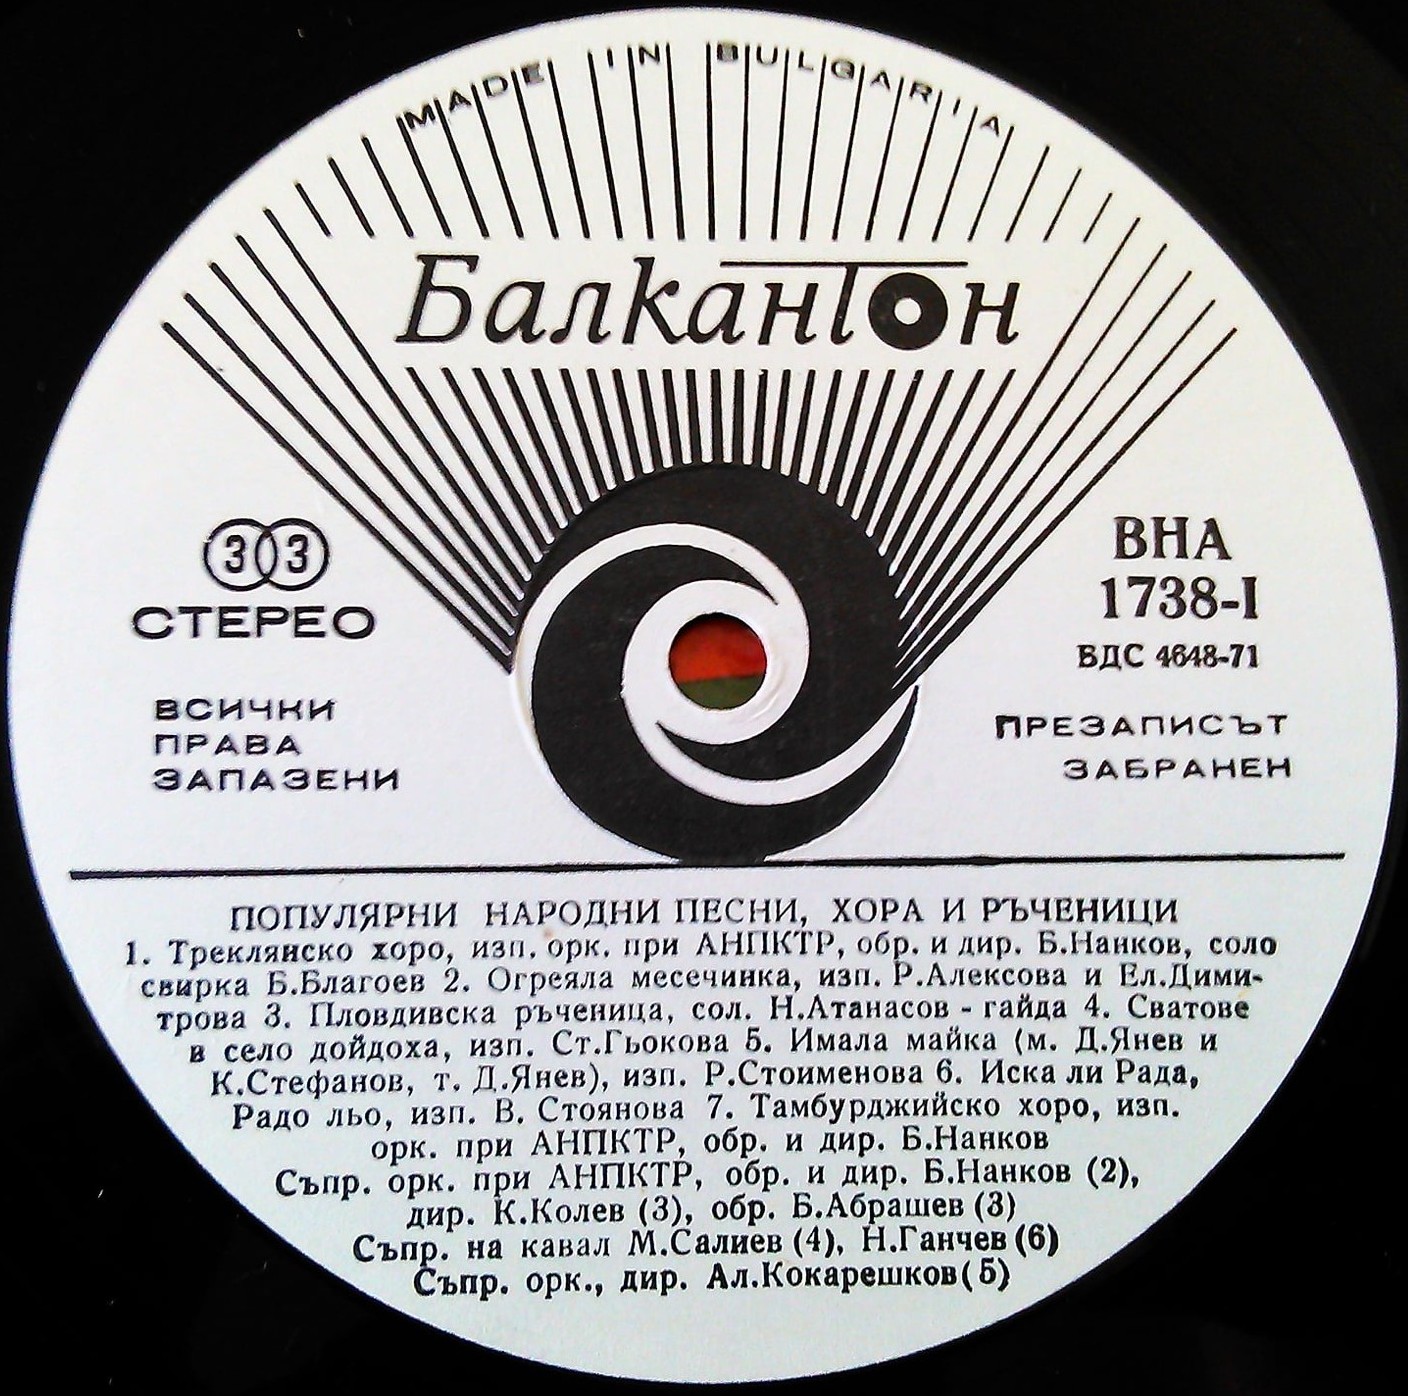 MADE IN BULGARIA
Балкантон
33
СТЕРЕО
ВСИЧКИ
ПРАВА
ЗАПАЗЕНИ
ВНА
1738-I
БДС 4648-71
ПРЕЗАПИСЪТ
ЗАБРАНЕН
ПОПУЛЯРНИ НАРОДНИ ПЕСНИ, ХОРА И РЪЧЕНИЦИ
1. Треклянско хоро, изп. орк. при АНПКТР, обр. и дир. Б.Нанков, соло
свирка Б.Благоев 2. Огреяла месечинка, изп. Р.Алексова и Ел.Дими-
трова 3. Пловдивска ръченица, сол. Н.Атанасов - гайда 4. Сватове
в село дойдоха, изп. Ст.Гьокова 5. Имала майка (м. Д.Янев и
К.Стефанов, т. Д.Янев), изп. Р.Стоименова 6. Иска ли Рада,
Радо льо, изп. В. Стоянова 7. Тамбурджийско хоро, изп.
орк. при АНПКТР, обр. и дир. Б.Нанков
Съпр. орк. при АНПКТР, обр. и дир. Б.Нанков (2),
дир. К.Колев (3), обр. Б.Абрашев (3)
Съпр. на кавал М.Салиев (4), Н.Ганчев (6)
Съпр. орк., дир. Ал.Кокарешков(5)